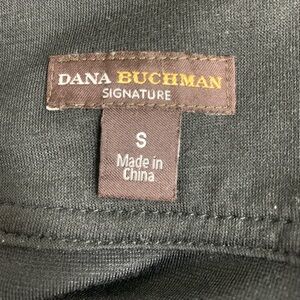 DANA BUCHMAN
SIGNATURE
S
Made in
China